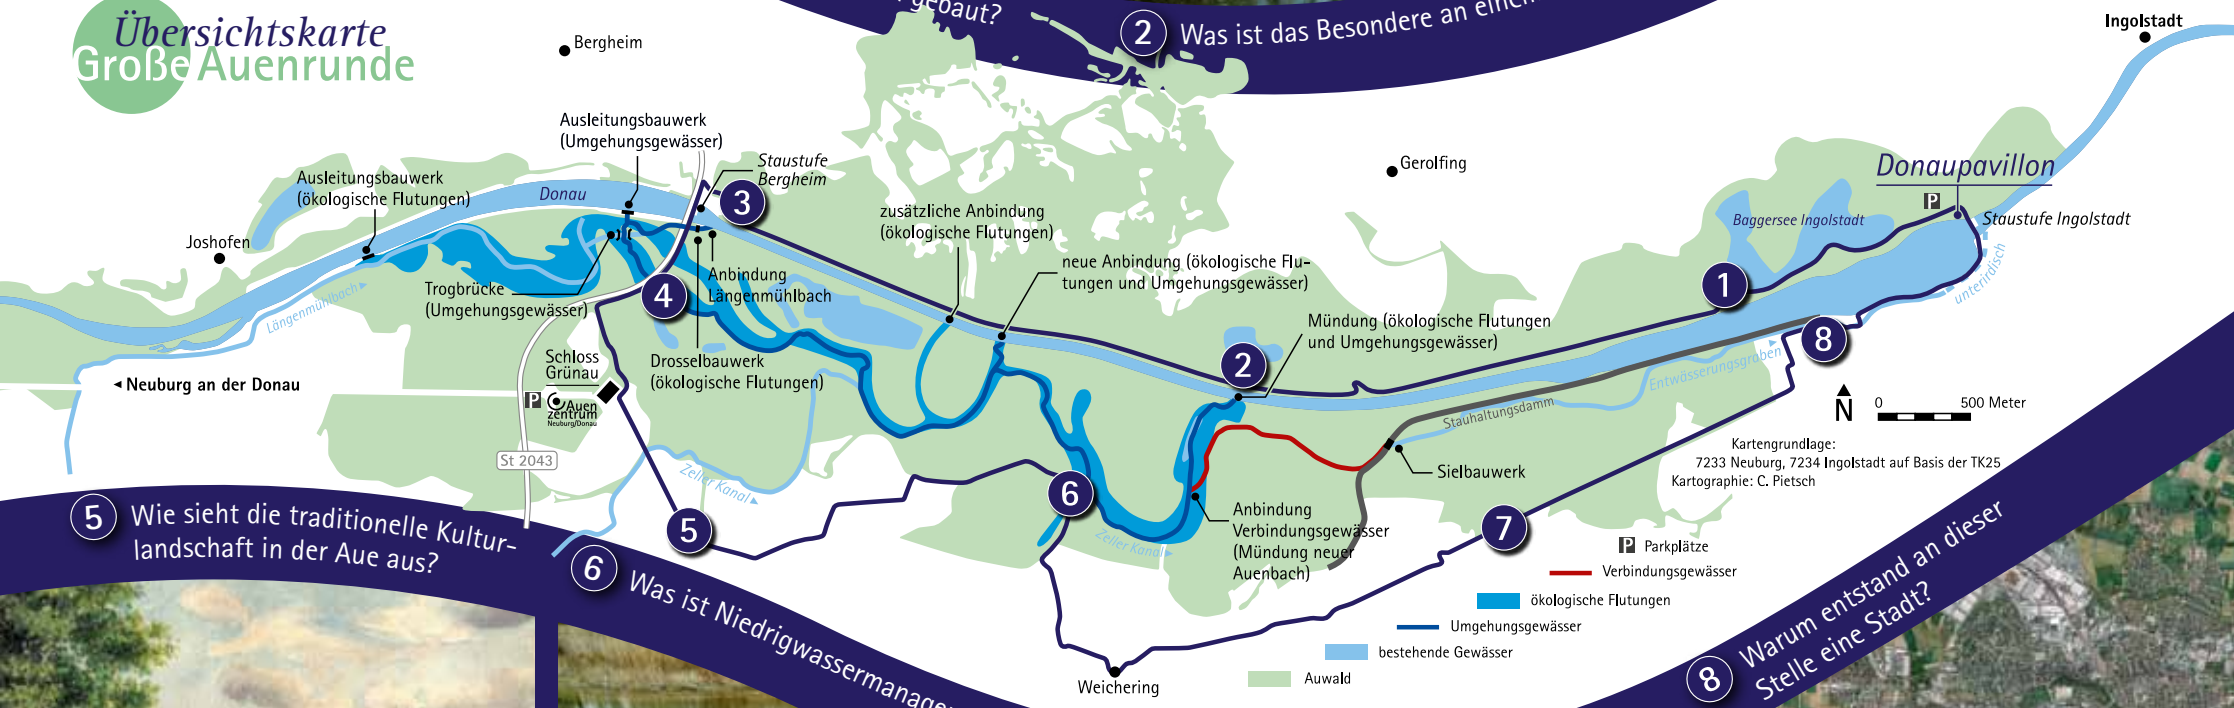 Übersichtskarte
Große Auenrunde
gebaut?
2 Was ist das Besondere an einem
Ingolstadt
Bergheim
Ausleitungsbauwerk
(Umgehungsgewässer)
Staustufe
Bergheim
Gerolfing
Donaupavillon
P
Baggersee Ingolstadt
Staustufe Ingolstadt
unterirdisch
Ausleitungsbauwerk
(ökologische Flutungen)
Donau
3
zusätzliche Anbindung
(ökologische Flutungen)
Joshofen
neue Anbindung (ökologische Flu-
tungen und Umgehungsgewässer)
Anbindung
Längenmühlbach
Trogbrücke
(Umgehungsgewässer)
4
1
Längenmühlbach
Mündung (ökologische Flutungen
und Umgehungsgewässer)
8
2
Schloss
Grünau
Drosselbauwerk
(ökologische Flutungen)
Entwässerungsgraben
Neuburg an der Donau
P
Auen
zentrum
Neuburg/Donau
N
0 500 Meter
Stauhaltungsdamm
Kartengrundlage:
7233 Neuburg, 7234 Ingolstadt auf Basis der TK25
Kartographie: C. Pietsch
St 2043
Zeller Kanal
Sielbauwerk
6
5
7
Anbindung
Verbindungsgewässer
(Mündung neuer
Auenbach)
Zeller Kanal
P Parkplätze
Verbindungsgewässer
ökologische Flutungen
Umgehungsgewässer
bestehende Gewässer
Auwald
Weichering
5 Wie sieht die traditionelle Kultur-
landschaft in der Aue aus?
6 Was ist Niedrigwassermanage
8 Warum entstand an dieser
Stelle eine Stadt?